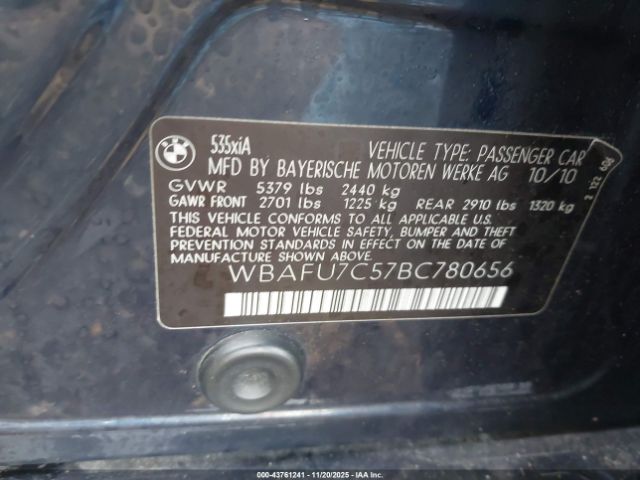 BMW
535xiA
VEHICLE TYPE: PASSENGER CAR
MFD BY BAYERISCHE MOTOREN WERKE AG 10/10
GVWR 5379 lbs 2440 kg
GAWR FRONT 2701 lbs 1225 kg REAR 2910 lbs 1320 kg
THIS VEHICLE CONFORMS TO ALL APPLICABLE U.S.
FEDERAL MOTOR VEHICLE SAFETY, BUMPER AND THEFT
PREVENTION STANDARDS IN EFFECT ON THE DATE OF
MANUFACTURE SHOWN ABOVE.
WBAFU7C57BC780656
IAA 43761241 - 11/20/2025 - IAAI.COM